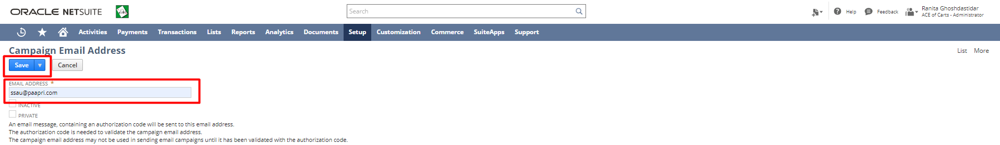 ORACLE NETSUITE
Search
Help
Feedback
Ranita Ghoshdastidar
ACE of Carts - Administrator
Activities Payments Transactions Lists Reports Analytics Documents Setup Customization Commerce SuiteApps Support
Campaign Email Address
List More
Save Cancel
EMAIL ADDRESS *
ssau@paapri.com
INACTIVE
PRIVATE
An email message, containing an authorization code will be sent to this email address.
The authorization code is needed to validate the campaign email address.
The campaign email address may not be used in sending email campaigns until it has been validated with the authorization code.